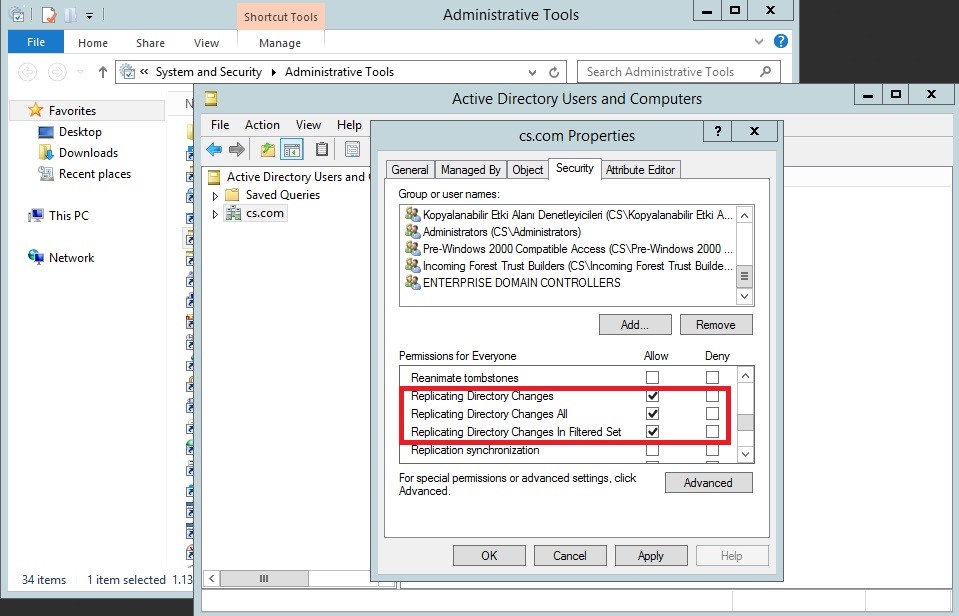 Shortcut Tools
Administrative Tools
File
Home
Share
View
Manage
« System and Security ▸ Administrative Tools
Search Administrative Tools
Favorites
Desktop
Downloads
Recent places
This PC
Network
34 items
1 item selected 1.13
N
Active Directory Users and Computers
File
Action
View
Help
Active Directory Users and
Saved Queries
cs.com
cs.com Properties
General
Managed By
Object
Security
Attribute Editor
Group or user names:
Kopyalanabilir Etki Alanı Denetleyicileri (CS\Kopyalanabilir Etki A...
Administrators (CS\Administrators)
Pre-Windows 2000 Compatible Access (CS\Pre-Windows 2000 ...
Incoming Forest Trust Builders (CS\Incoming Forest Trust Builde...
ENTERPRISE DOMAIN CONTROLLERS
Add...
Remove
Permissions for Everyone
Allow
Deny
Reanimate tombstones
Replicating Directory Changes
Replicating Directory Changes All
Replicating Directory Changes In Filtered Set
Replication synchronization
For special permissions or advanced settings, click
Advanced.
Advanced
OK
Cancel
Apply
Help